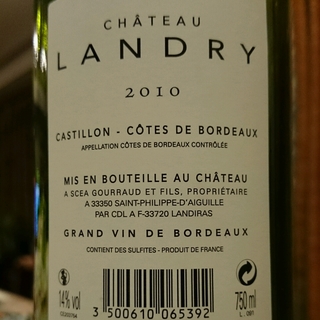 CHÂTEAU
LANDRY
2010
CASTILLON - CÔTES DE BORDEAUX
APPELLATION CÔTES DE BORDEAUX CONTRÔLÉE
MIS EN BOUTEILLE AU CHÂTEAU
A SCEA GOURRAUD ET FILS, PROPRIÉTAIRE
A 33350 SAINT-PHILIPPE-D'AIGUILLE
PAR CDL A F-33720 LANDIRAS
GRAND VIN DE BORDEAUX
CONTIENT DES SULFITES - PRODUIT DE FRANCE
14% vol
750 ml
L. 091
3 500610 065392